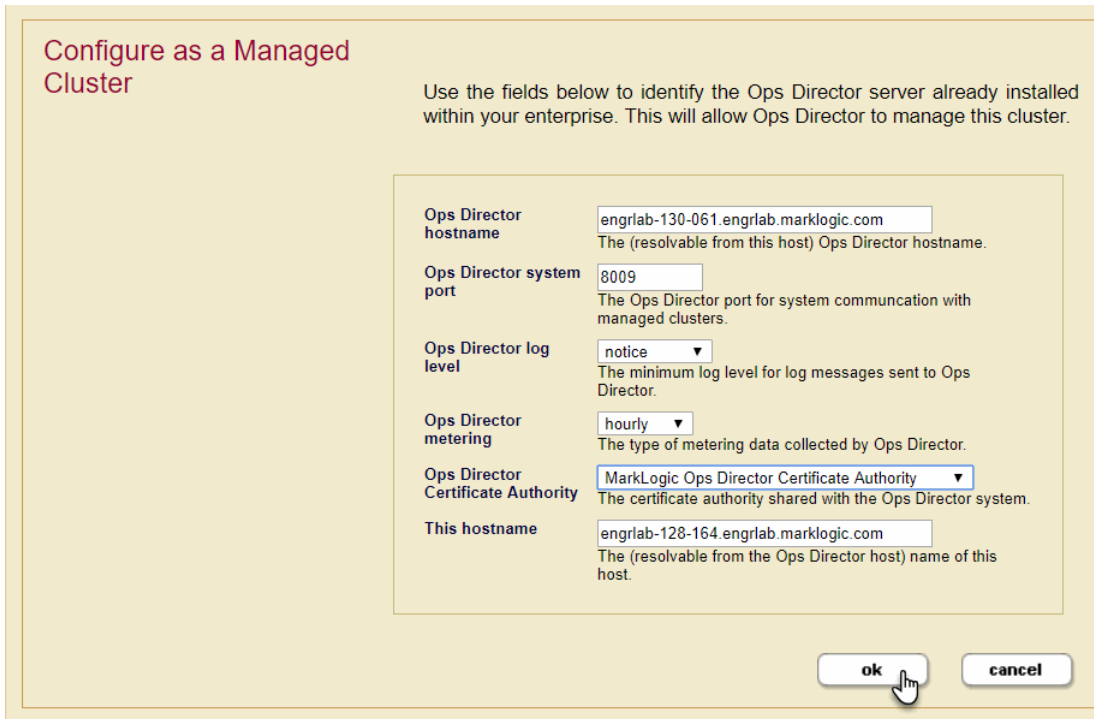 Configure as a Managed
Cluster
Use the fields below to identify the Ops Director server already installed
within your enterprise. This will allow Ops Director to manage this cluster.
Ops Director
hostname
engrlab-130-061.engrlab.marklogic.com
The (resolvable from this host) Ops Director hostname.
Ops Director system
port
8009
The Ops Director port for system communcation with
managed clusters.
Ops Director log
level
notice
The minimum log level for log messages sent to Ops
Director.
Ops Director
metering
hourly
The type of metering data collected by Ops Director.
Ops Director
Certificate Authority
MarkLogic Ops Director Certificate Authority
The certificate authority shared with the Ops Director system.
This hostname
engrlab-128-164.engrlab.marklogic.com
The (resolvable from the Ops Director host) name of this
host.
ok
cancel